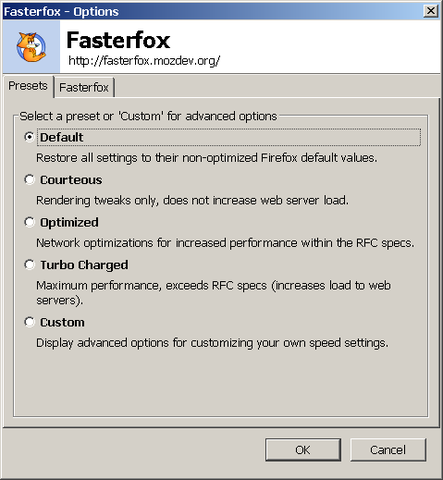 Fasterfox - Options
Fasterfox
http://fasterfox.mozdev.org/
Presets Fasterfox
Select a preset or 'Custom' for advanced options
Default
Restore all settings to their non-optimized Firefox default values.
Courteous
Rendering tweaks only, does not increase web server load.
Optimized
Network optimizations for increased performance within the RFC specs.
Turbo Charged
Maximum performance, exceeds RFC specs (increases load to web
servers).
Custom
Display advanced options for customizing your own speed settings.
OK Cancel